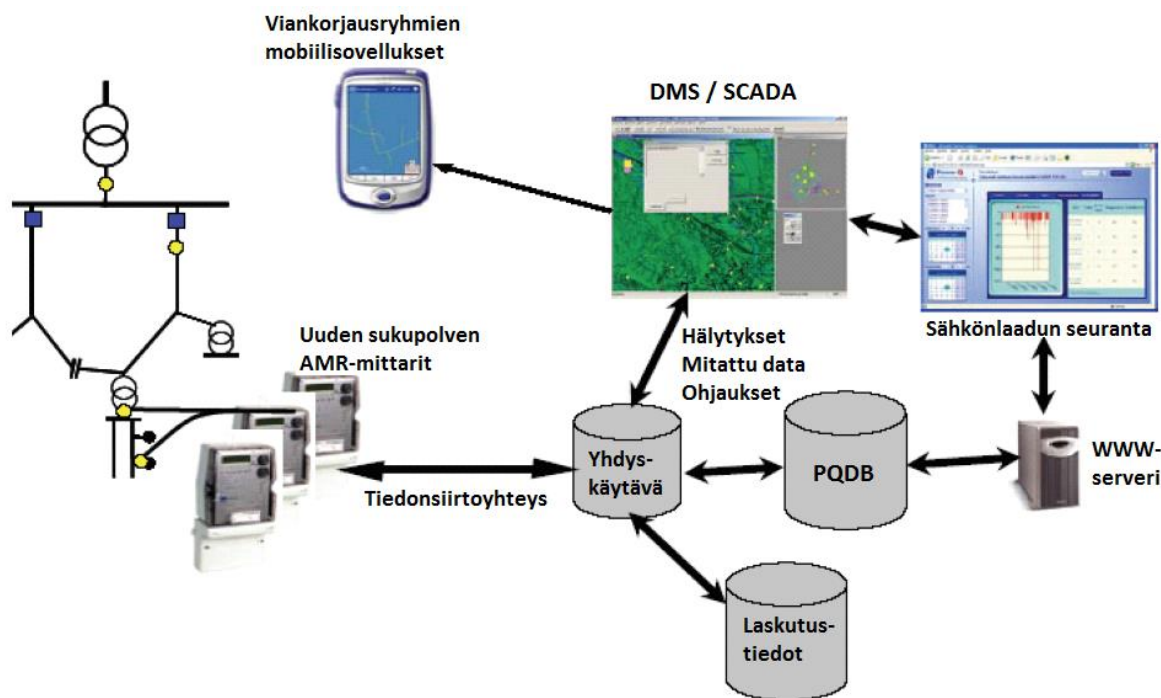 Viankorjausryhmien
mobiilisovellukset
DMS / SCADA
Uuden sukupolven
AMR-mittarit
Hälytykset
Mitattu data
Ohjaukset
Sähkönlaadun seuranta
Yhdys-
käytävä
PQDB
WWW-
serveri
Tiedonsiirtoyhteys
Laskutus-
tiedot